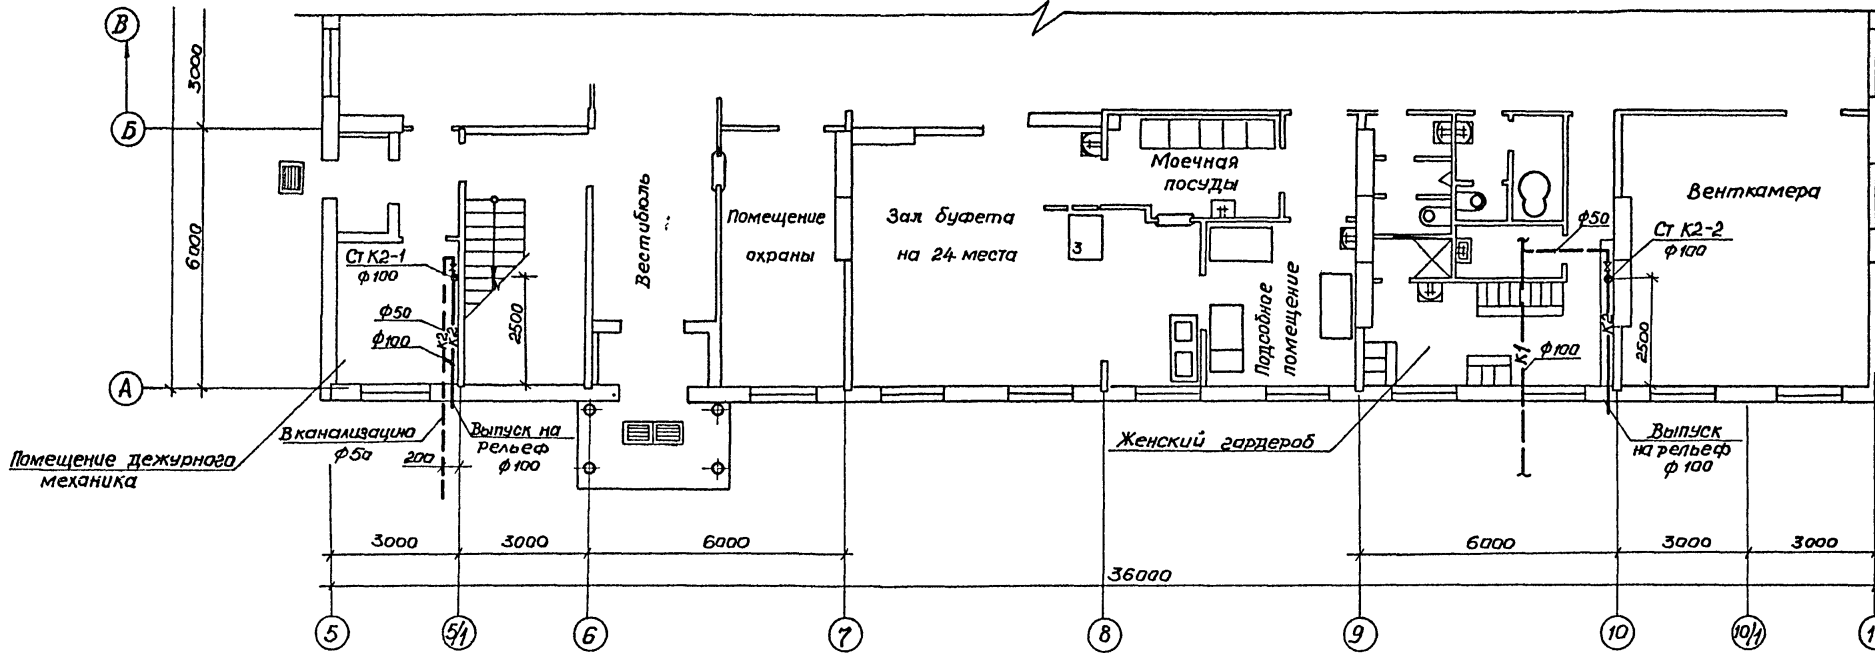 В
3000
Б
6000
А
Моечная
посуды
Венткамера
Вестибюль
Помещение
охраны
Зал буфета
на 24 места
3
Подсобное
помещение
Ст К2-1
ф100
ф50
ф100
К2
К2
2500
ф50
Ст К2-2
ф100
К2
2500
К1
ф100
В канализацию
ф50
200
Выпуск на
рельеф
ф100
Женский гардероб
Выпуск
на рельеф
ф100
Помещение дежурного
механика
3000
3000
6000
6000
3000
3000
36000
5
5/1
6
7
8
9
10
10/1